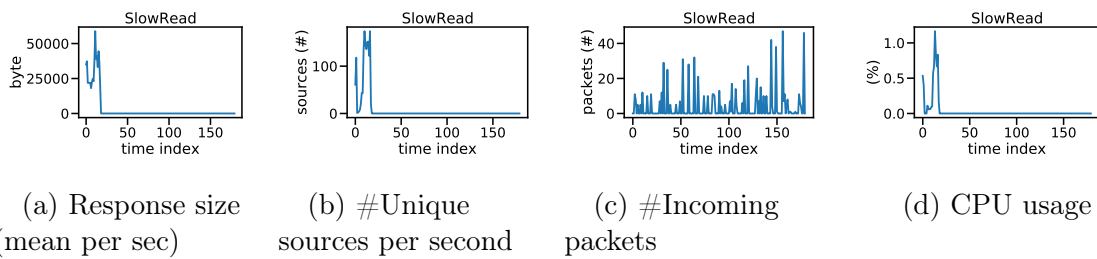 SlowRead
50000
25000
0
byte
0 50 100 150
time index
(a) Response size
(mean per sec)
SlowRead
100
0
sources (#)
0 50 100 150
time index
(b) #Unique
sources per second
SlowRead
40
20
0
packets (#)
0 50 100 150
time index
(c) #Incoming
packets
SlowRead
1.0
0.5
0.0
(%)
0 50 100 150
time index
(d) CPU usage